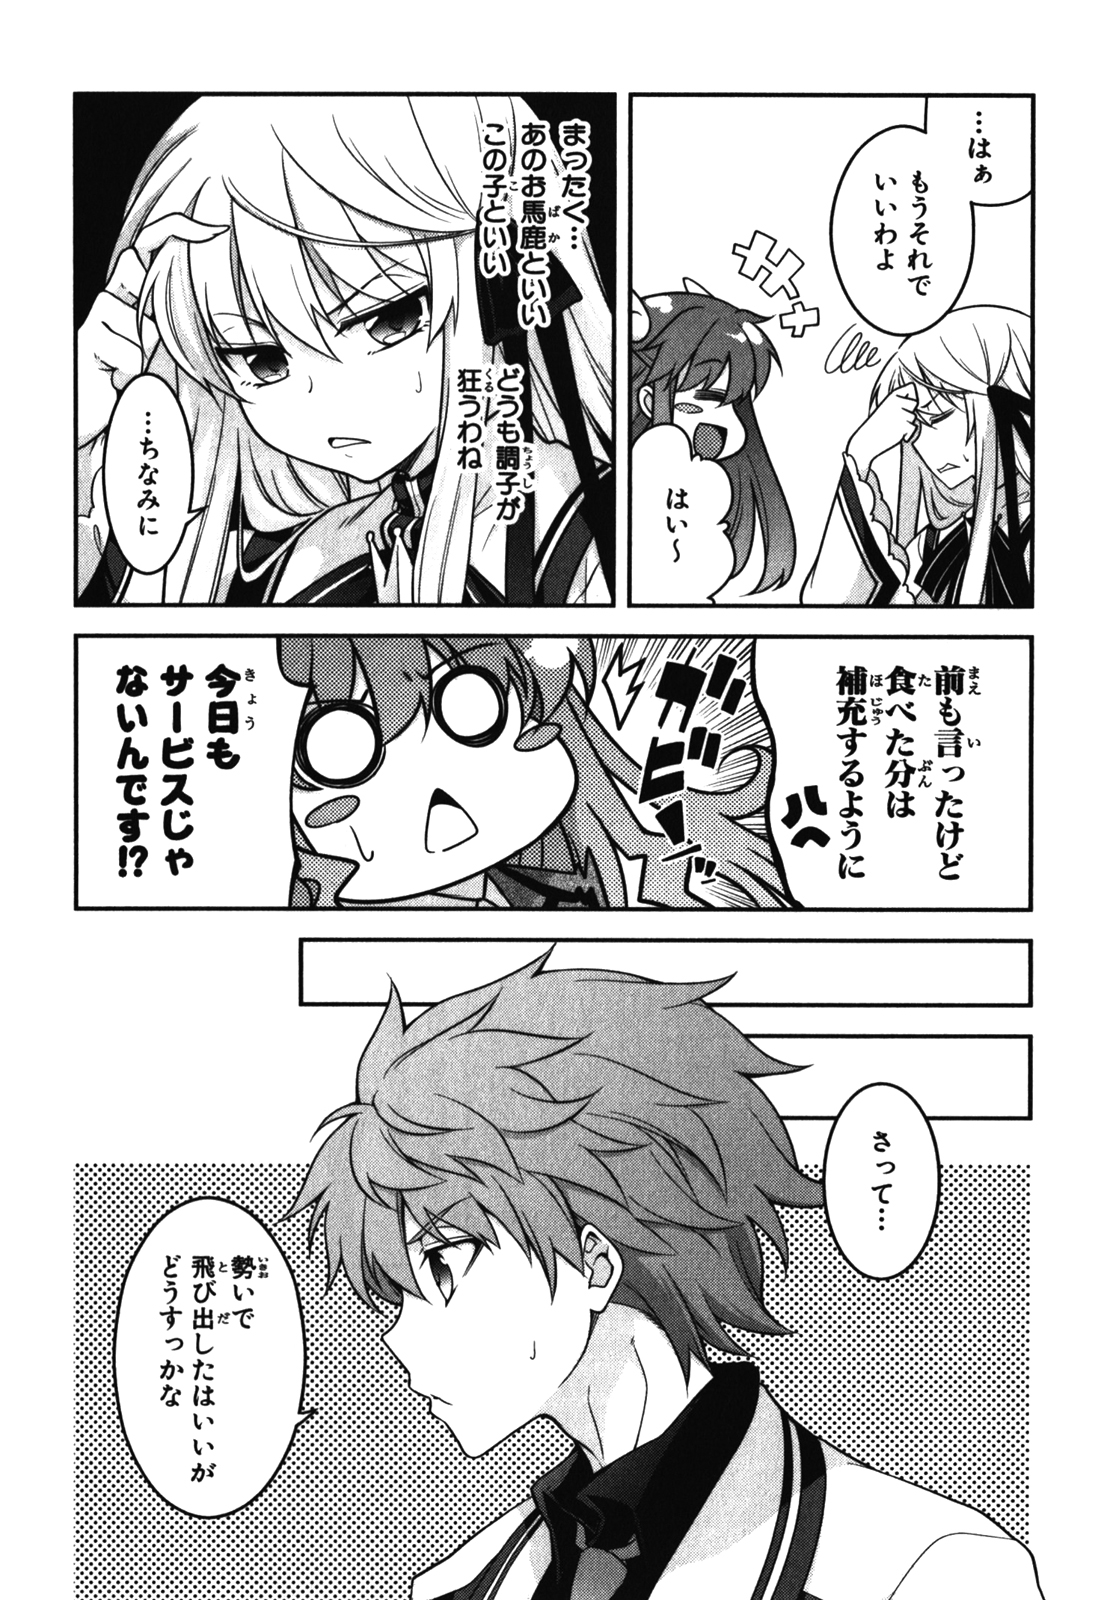 …はぁ
もうそれで
いいわよ
はい～
まったく…
あのお馬鹿といい
この子といい
どうも調子が
狂うわね
…ちなみに
前も言ったけど
食べた分は
補充するように
今日も
サービスじゃ
ないんです!?
さって…
勢いで
飛び出したはいいが
どうすっかな